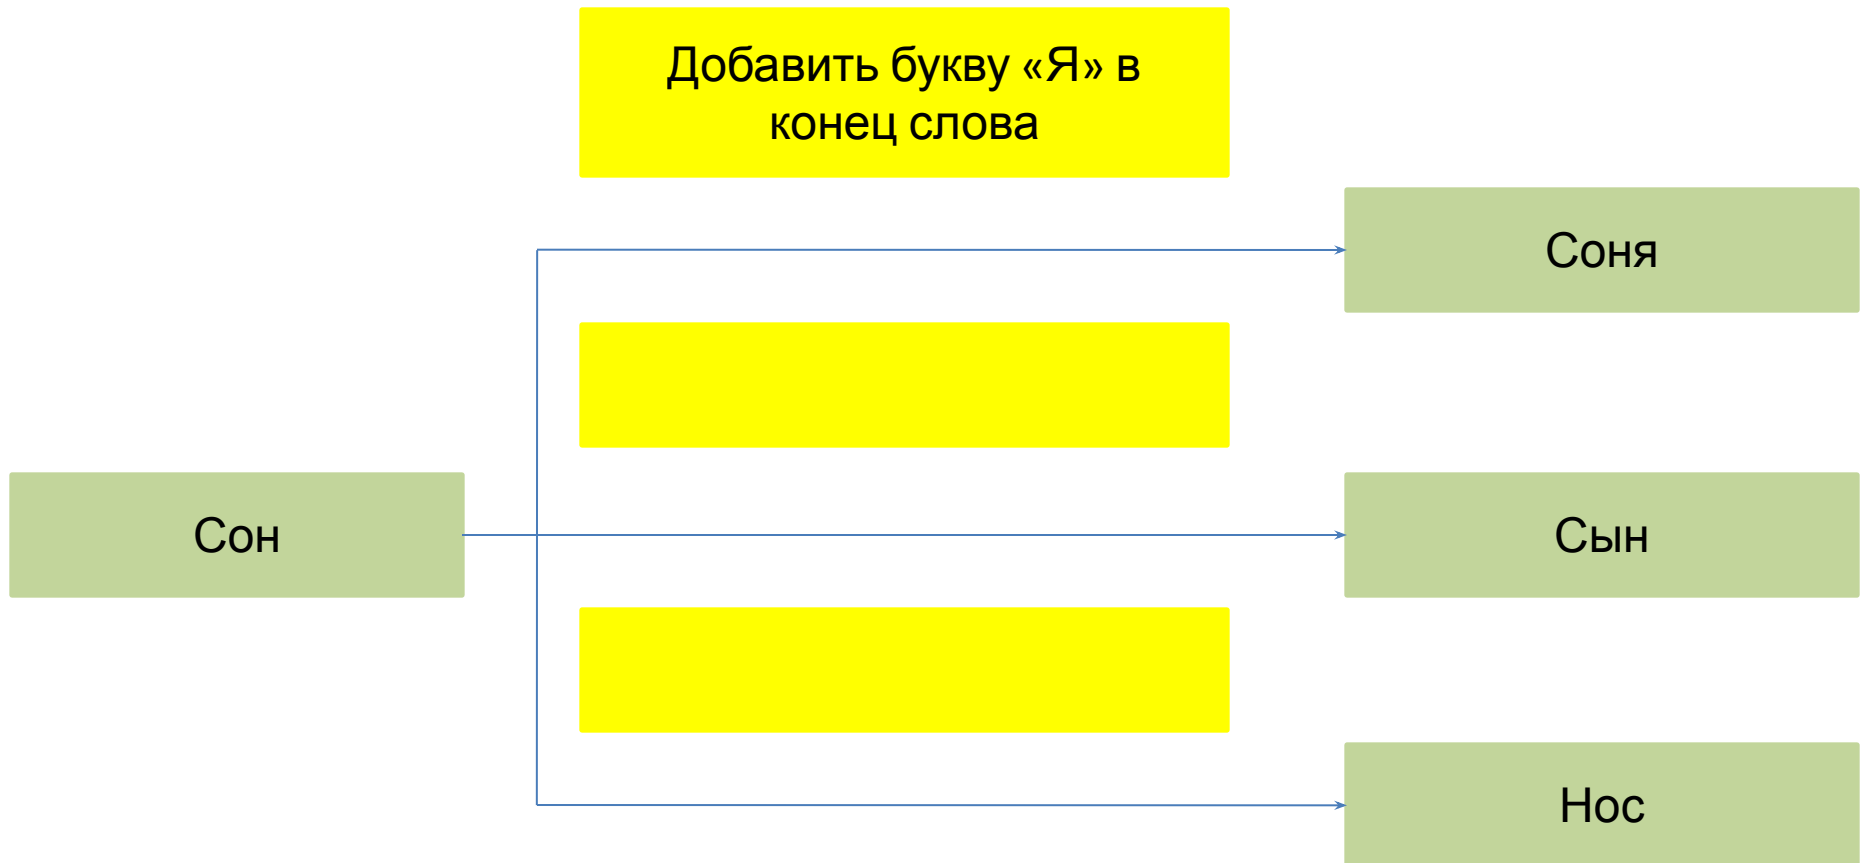 Добавить букву «Я» в
конец слова
Соня
Сон
Сын
Нос